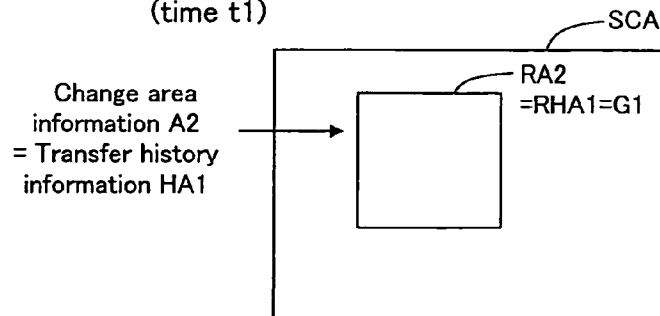 (time t1)
SCA
RA2
=RHA1=G1
Change area
information A2
= Transfer history
information HA1